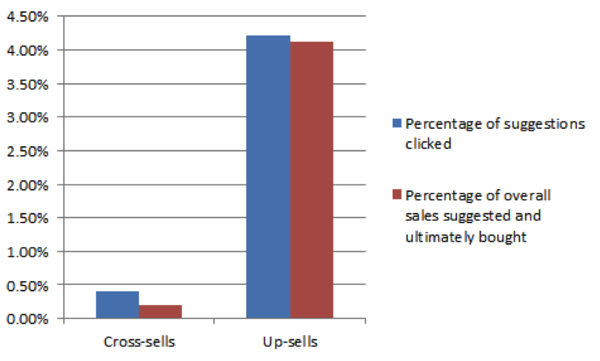 4.50%
4.00%
3.50%
3.00%
2.50%
2.00%
1.50%
1.00%
0.50%
0.00%
Cross-sells
Up-sells
Percentage of suggestions
clicked
Percentage of overall
sales suggested and
ultimately bought